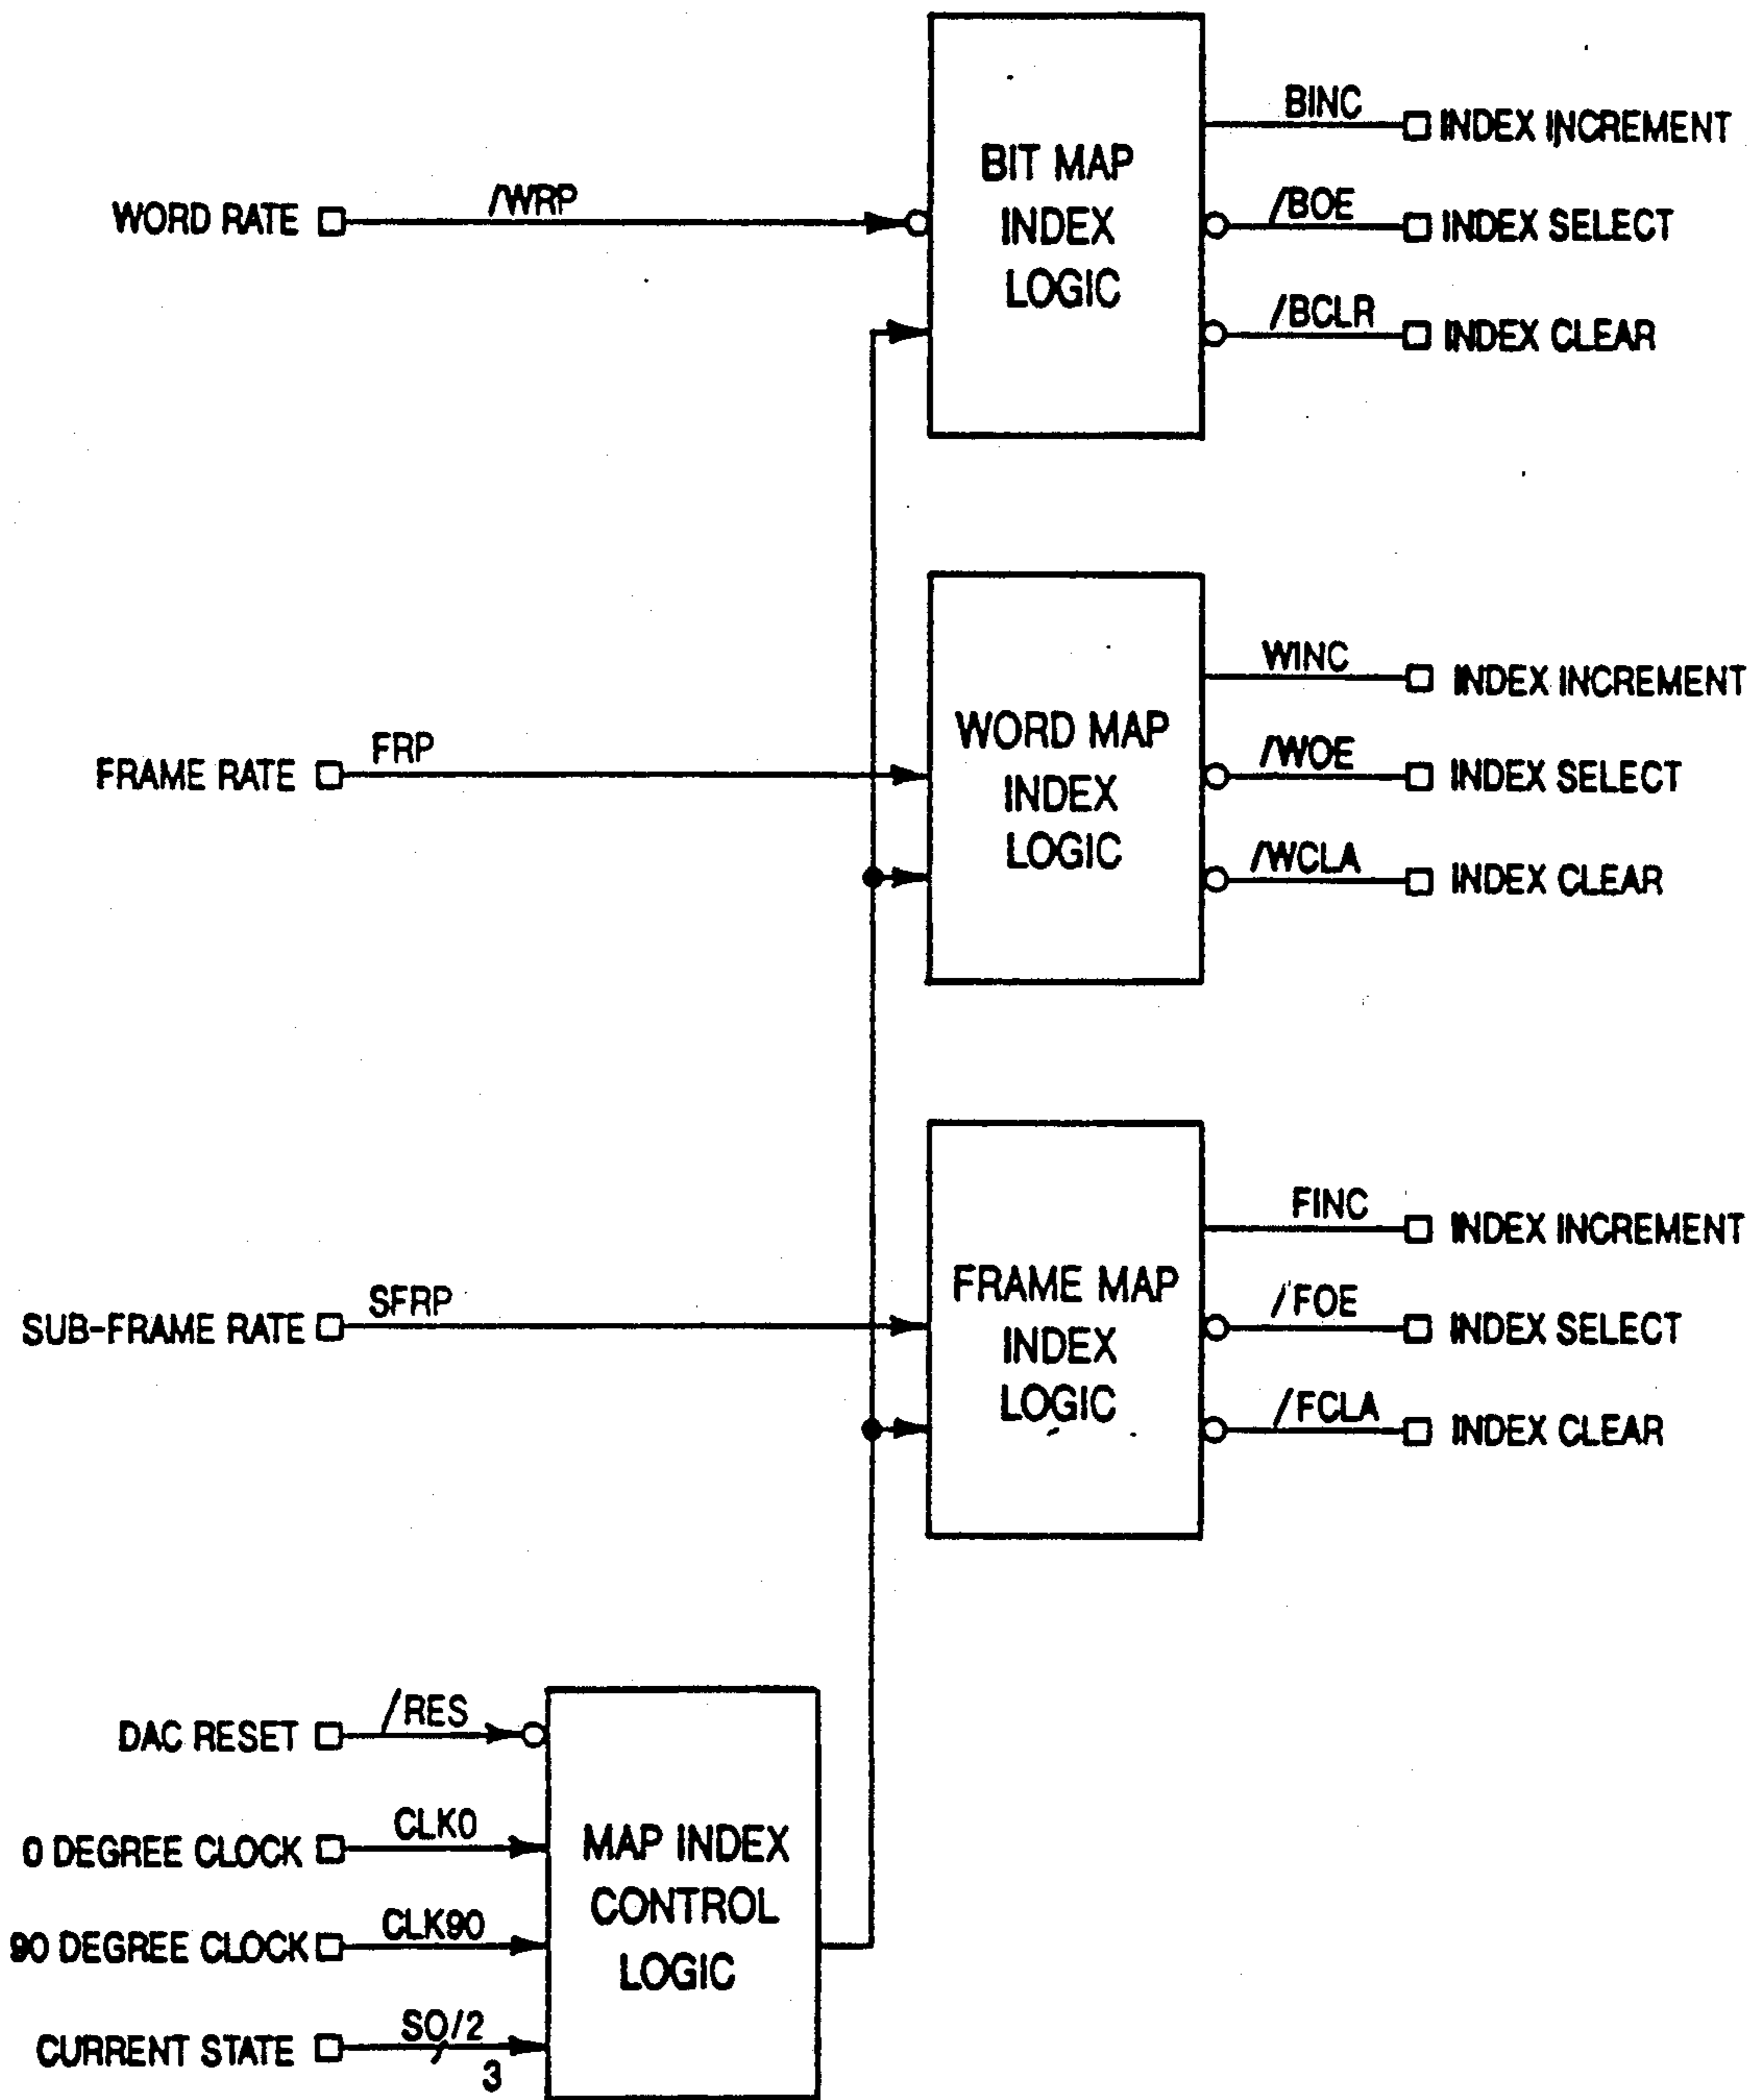 BINC
INDEX INCREMENT
BIT MAP
INDEX
LOGIC
WORD RATE
/WRP
/BOE
INDEX SELECT
/BCLR
INDEX CLEAR
WINC
INDEX INCREMENT
WORD MAP
INDEX
LOGIC
FRAME RATE
FRP
/WOE
INDEX SELECT
/WCLA
INDEX CLEAR
FINC
INDEX INCREMENT
FRAME MAP
INDEX
LOGIC
SUB-FRAME RATE
SFRP
/FOE
INDEX SELECT
/FCLA
INDEX CLEAR
DAC RESET
/RES
0 DEGREE CLOCK
CLK0
MAP INDEX
CONTROL
LOGIC
90 DEGREE CLOCK
CLK90
CURRENT STATE
SO/2
3